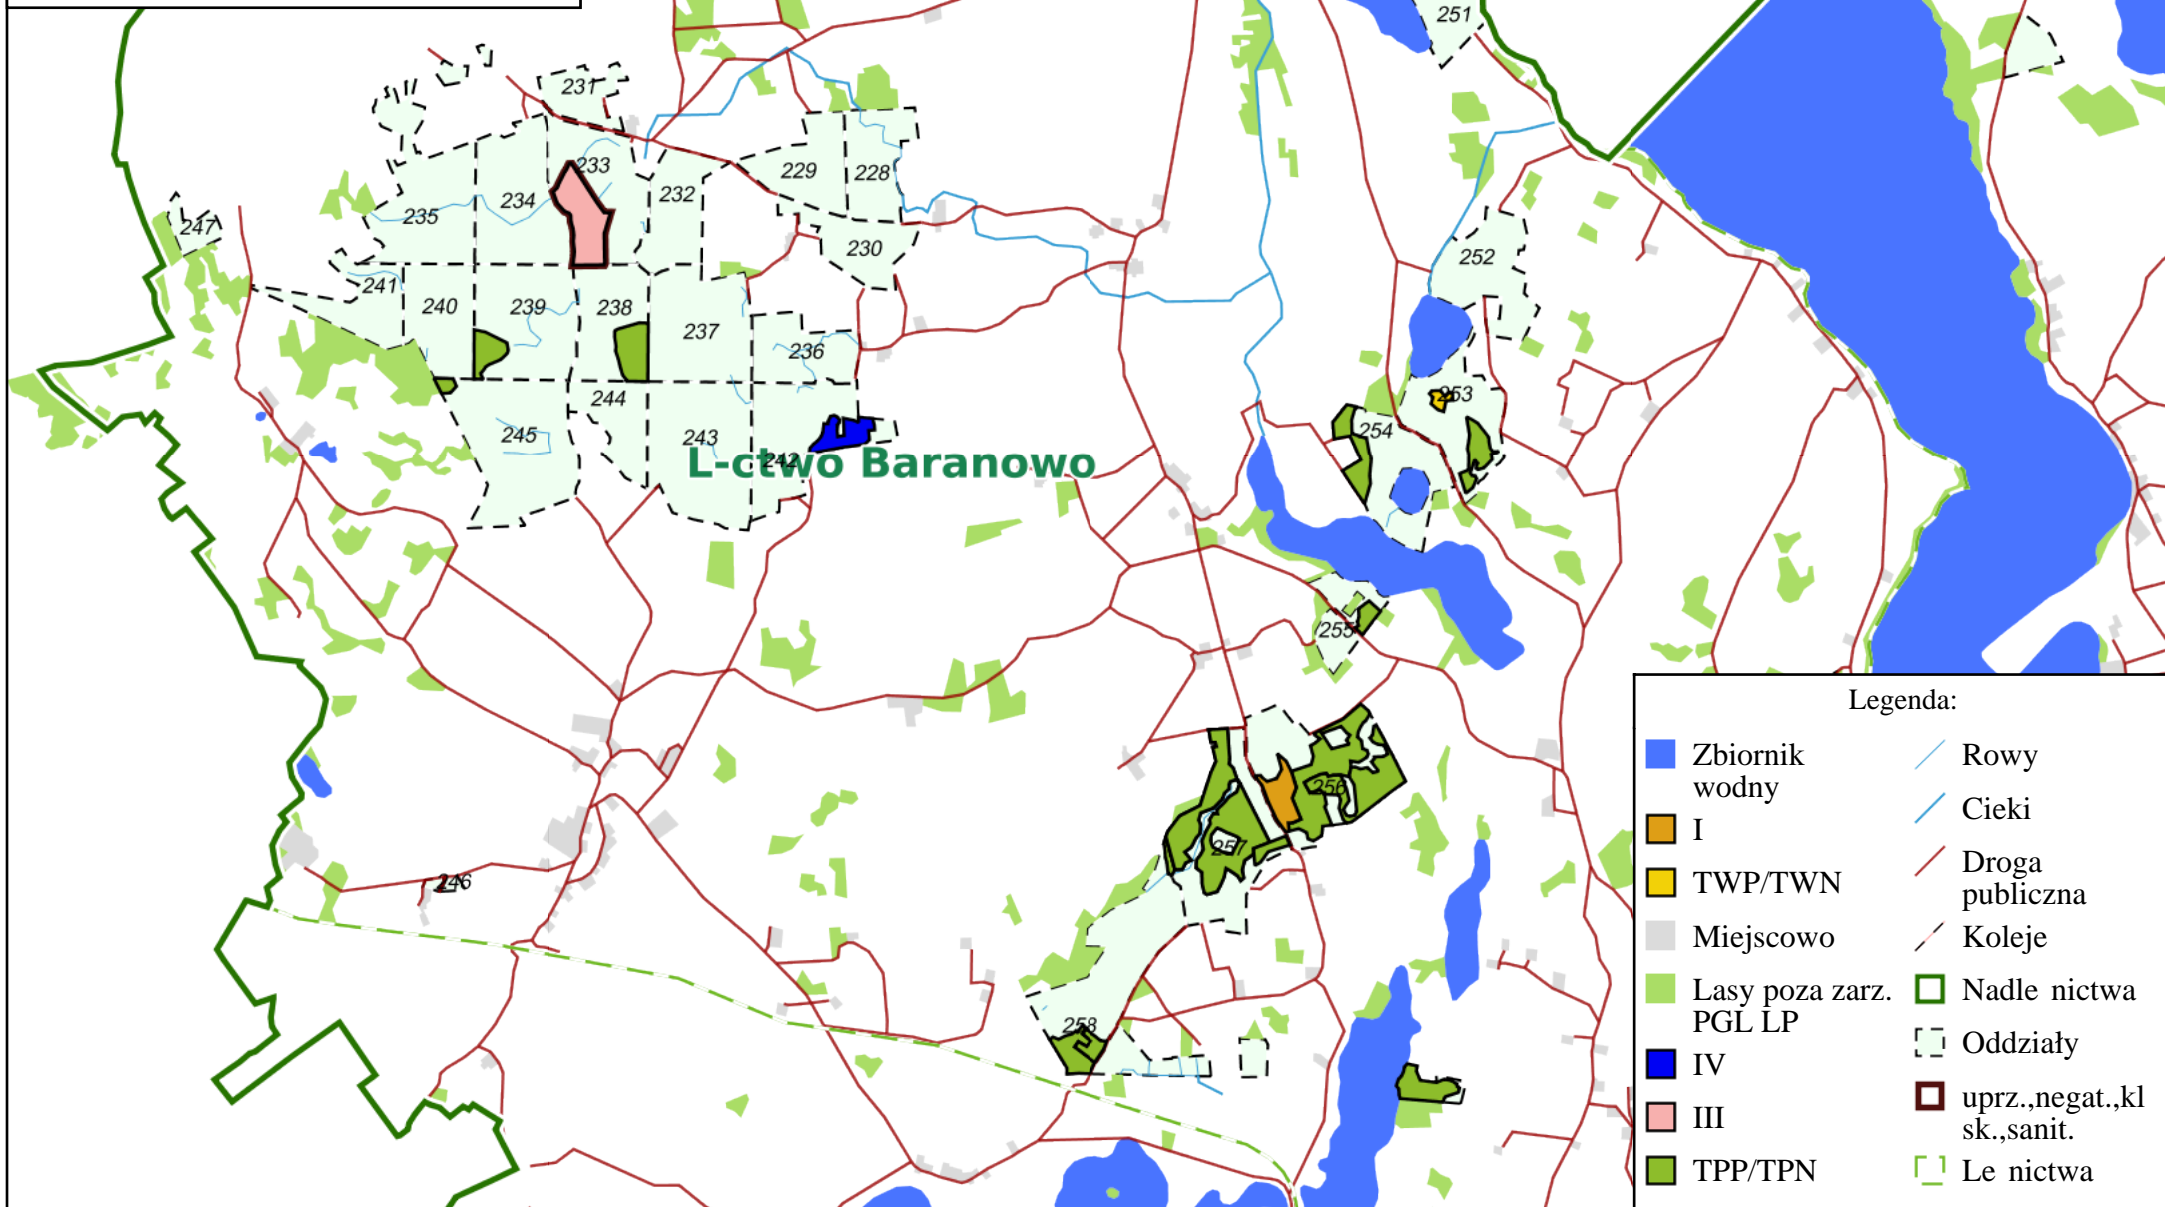 251
231
233
229
228
232
234
235
247
230
252
241
240
239
238
237
236
253
244
254
245
243
242
L-ctwo Baranowo
255
256
257
246
258
Legenda:
Zbiornik
wodny
I
TWP/TWN
Miejscowo
Lasy poza zarz.
PGL LP
IV
III
TPP/TPN
Rowy
Cieki
Droga
publiczna
Koleje
Nadle nictwa
Oddziały
uprz.,negat.,kl
sk.,sanit.
Le nictwa